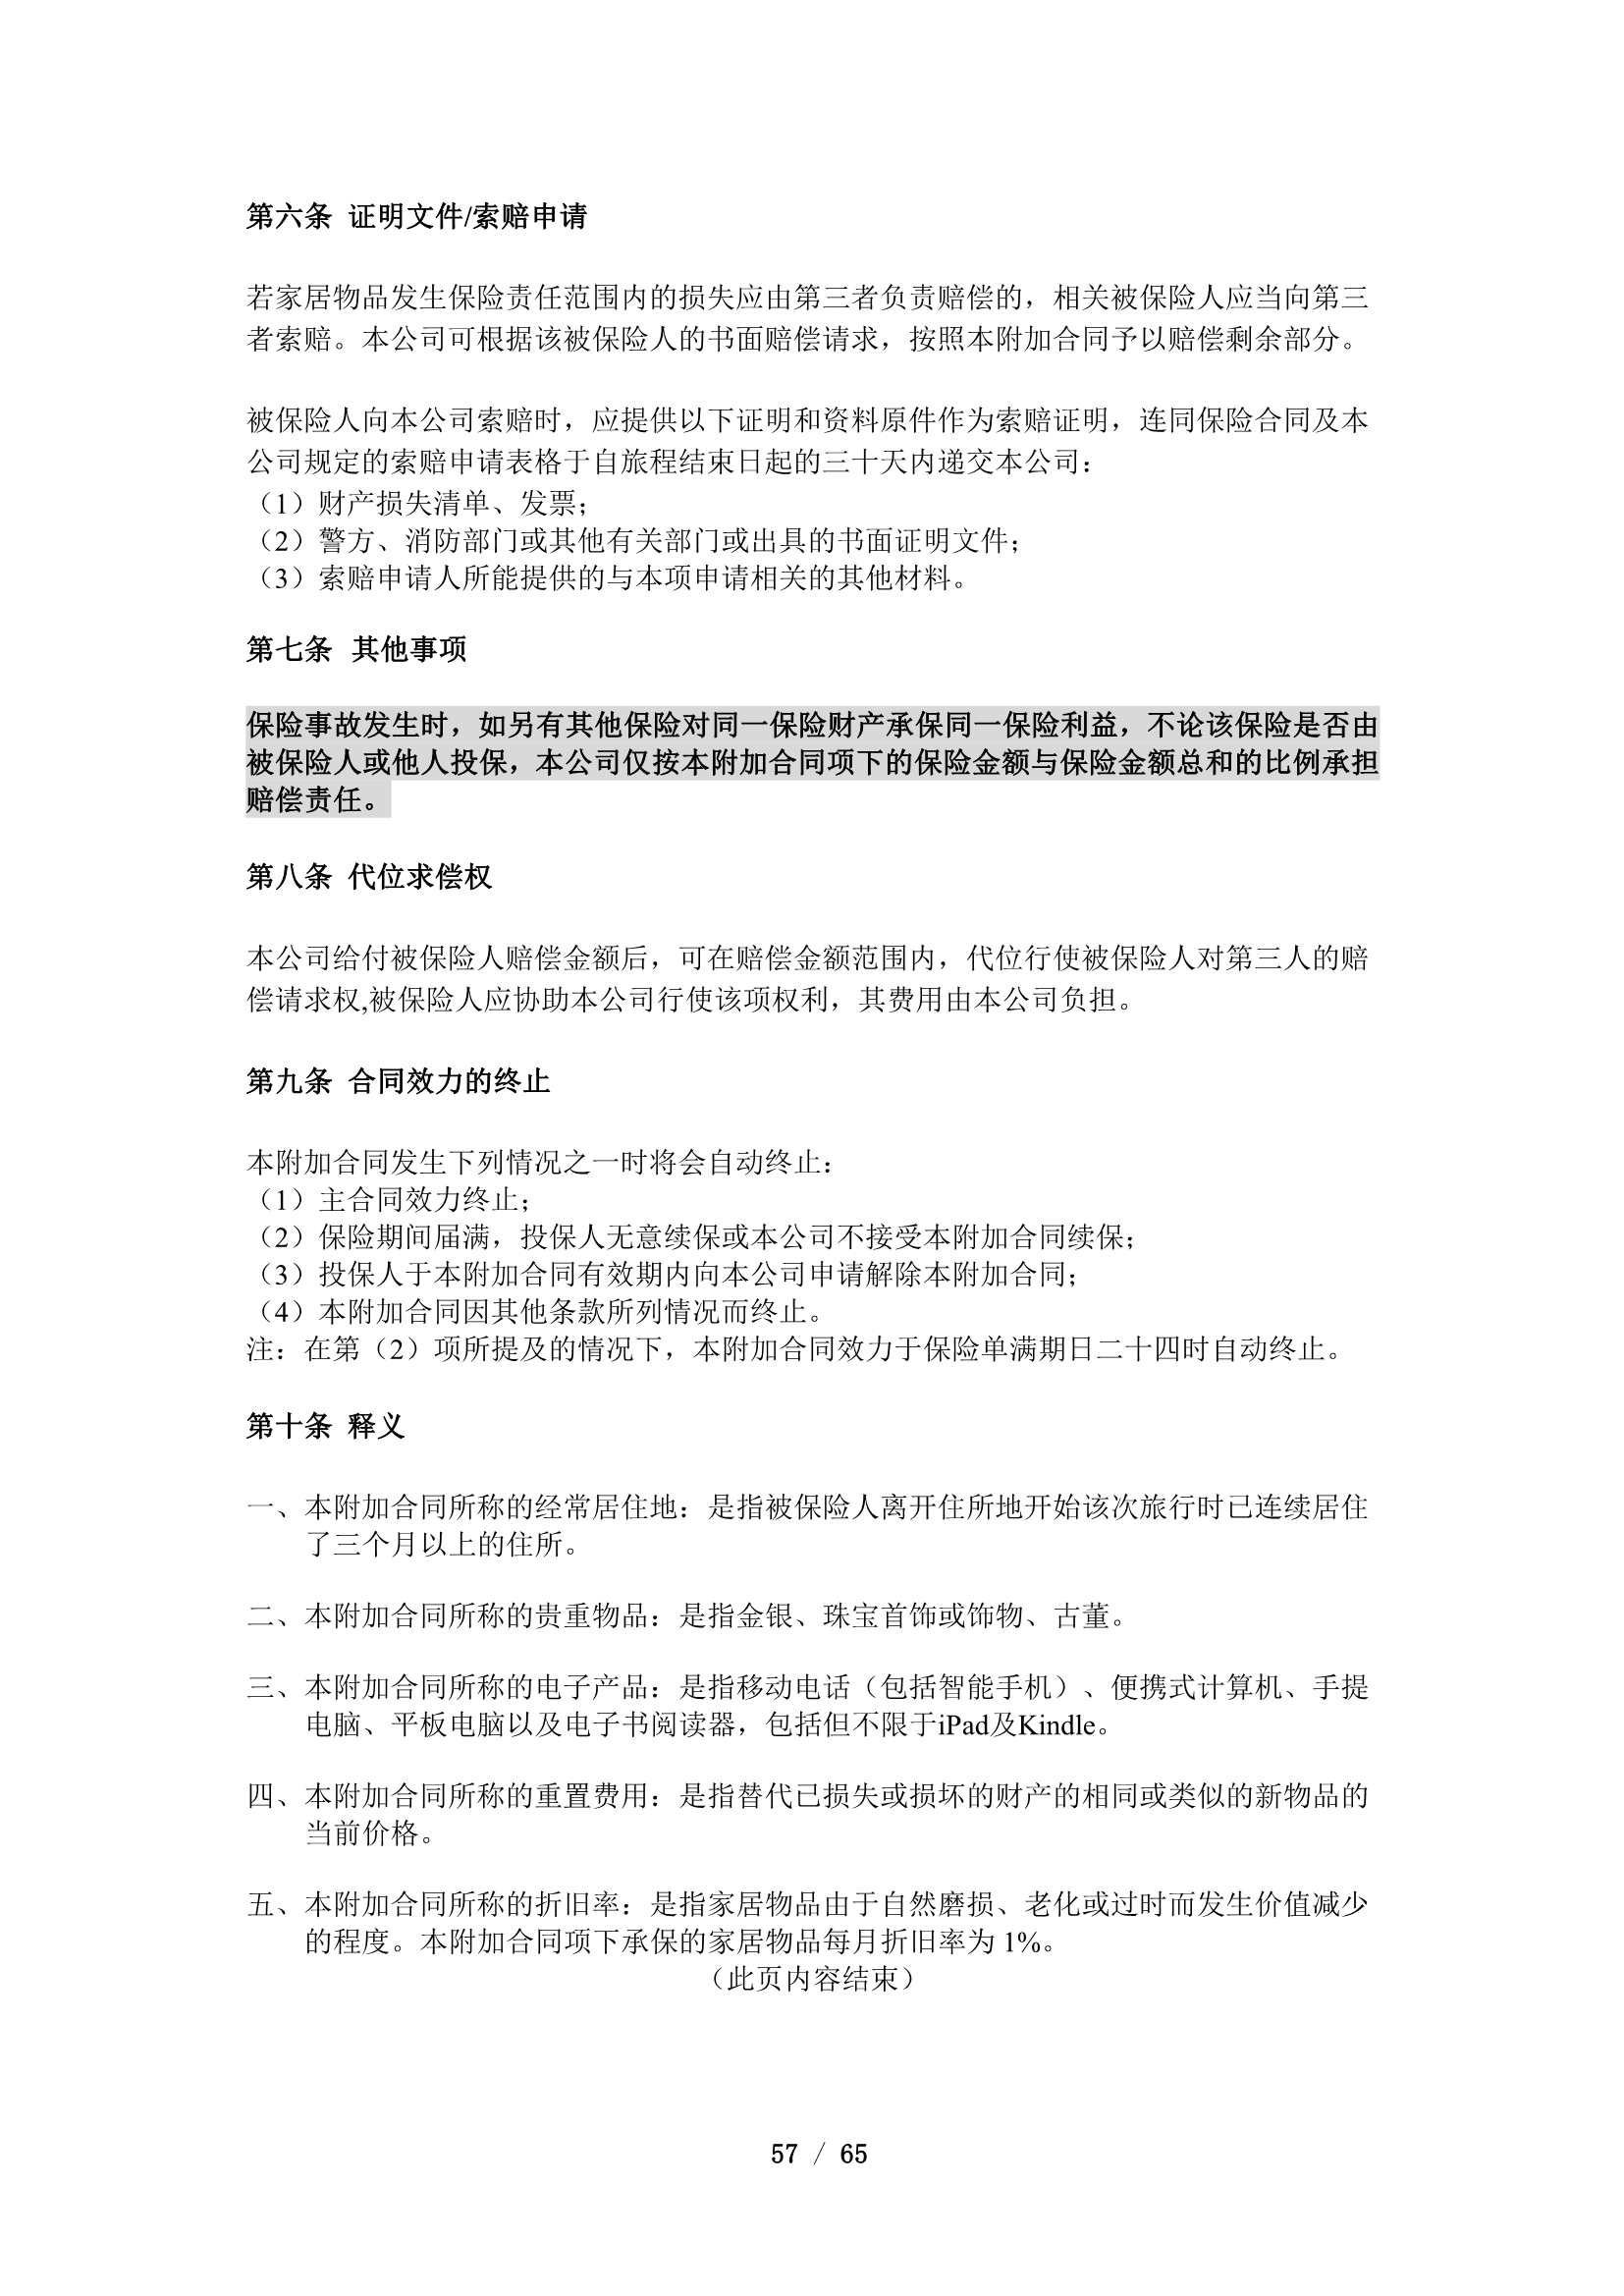 第六条 证明文件/索赔申请
若家居物品发生保险责任范围内的损失应由第三者负责赔偿的，相关被保险人应当向第三
者索赔。本公司可根据该被保险人的书面赔偿请求，按照本附加合同予以赔偿剩余部分。
被保险人向本公司索赔时，应提供以下证明和资料原件作为索赔证明，连同保险合同及本
公司规定的索赔申请表格于自旅程结束日起的三十天内递交本公司：
（1）财产损失清单、发票；
（2）警方、消防部门或其他有关部门或出具的书面证明文件；
（3）索赔申请人所能提供的与本项申请相关的其他材料。
第七条 其他事项
保险事故发生时，如另有其他保险对同一保险财产承保同一保险利益，不论该保险是否由
被保险人或他人投保，本公司仅按本附加合同项下的保险金额与保险金额总和的比例承担
赔偿责任。
第八条 代位求偿权
本公司给付被保险人赔偿金额后，可在赔偿金额范围内，代位行使被保险人对第三人的赔
偿请求权,被保险人应协助本公司行使该项权利，其费用由本公司负担。
第九条 合同效力的终止
本附加合同发生下列情况之一时将会自动终止：
（1）主合同效力终止；
（2）保险期间届满，投保人无意续保或本公司不接受本附加合同续保；
（3）投保人于本附加合同有效期内向本公司申请解除本附加合同；
（4）本附加合同因其他条款所列情况而终止。
注：在第（2）项所提及的情况下，本附加合同效力于保险单满期日二十四时自动终止。
第十条 释义
一、本附加合同所称的经常居住地：是指被保险人离开住所地开始该次旅行时已连续居住
了三个月以上的住所。
二、本附加合同所称的贵重物品：是指金银、珠宝首饰或饰物、古董。
三、本附加合同所称的电子产品：是指移动电话（包括智能手机）、便携式计算机、手提
电脑、平板电脑以及电子书阅读器，包括但不限于iPad及Kindle。
四、本附加合同所称的重置费用：是指替代已损失或损坏的财产的相同或类似的新物品的
当前价格。
五、本附加合同所称的折旧率：是指家居物品由于自然磨损、老化或过时而发生价值减少
的程度。本附加合同项下承保的家居物品每月折旧率为 1%。
（此页内容结束）
57 / 65